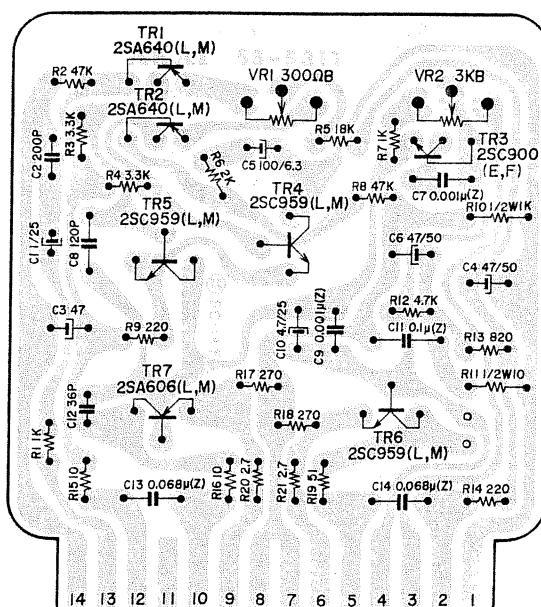 TR1
2SA640(L,M)
R2 47K
VR1 300ΩB
VR2 3KB
TR2
2SA640(L,M)
R3 3.3K
C2 200P
R5 18K
R7 1K
TR3
2SC900
(E,F)
C5 100/6.3
R6 2K
R4 3.3K
TR4
2SC959(L,M)
R8 47K
C7 0.001μ(Z)
TR5
2SC959(L,M)
R10 1/2W1K
C1 1/25
C8 120P
C6 47/50
C4 47/50
C3 47
R9 220
C10 47/25
C9 0.001μ(Z)
R12 4.7K
C11 0.1μ(Z)
R13 820
TR7
2SA606(L,M)
R17 270
R11 1/2W10
C12 36P
R1 1K
R18 270
TR6
2SC959(L,M)
R15 10
C13 0.068μ(Z)
R16 10
R20 2.7
R21 2.7
R19 51
C14 0.068μ(Z)
R14 220
14 13 12 11 10 9 8 7 6 5 4 3 2 1